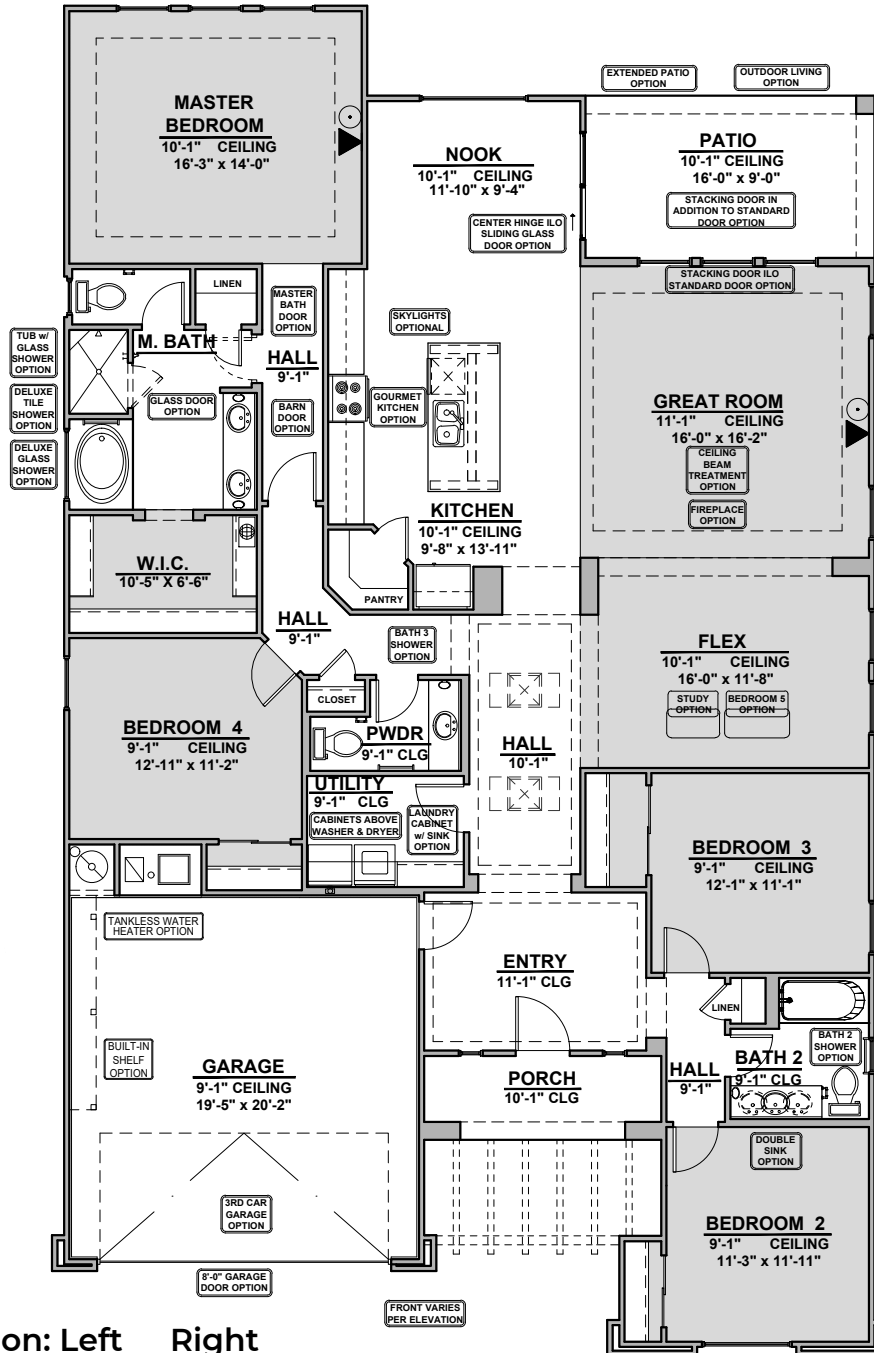 EXTENDED PATIO
OPTION
OUTDOOR LIVING
OPTION
MASTER
BEDROOM
10'-1" CEILING
16'-3" x 14'-0"
NOOK
10'-1" CEILING
11'-10" x 9'-4"
PATIO
10'-1" CEILING
16'-0" x 9'-0"
STACKING DOOR IN
ADDITION TO STANDARD
DOOR OPTION
CENTER HINGE ILO
SLIDING GLASS
DOOR OPTION
STACKING DOOR ILO
STANDARD DOOR OPTION
LINEN
MASTER
BATH
DOOR
OPTION
SKYLIGHTS
OPTIONAL
TUB w/
GLASS
SHOWER
OPTION
M. BATH
HALL
9'-1"
DELUXE
TILE
SHOWER
OPTION
GLASS DOOR
OPTION
BARN
DOOR
OPTION
GOURMET
KITCHEN
OPTION
GREAT ROOM
11'-1" CEILING
16'-0" x 16'-2"
DELUXE
GLASS
SHOWER
OPTION
CEILING
BEAM
TREATMENT
OPTION
FIREPLACE
OPTION
KITCHEN
10'-1" CEILING
9'-8" x 13'-11"
W.I.C.
10'-5" X 6'-6"
PANTRY
HALL
9'-1"
BATH 3
SHOWER
OPTION
FLEX
10'-1" CEILING
16'-0" x 11'-8"
STUDY
OPTION
BEDROOM 5
OPTION
CLOSET
BEDROOM 4
9'-1" CEILING
12'-11" x 11'-2"
PWDR
9'-1" CLG
HALL
10'-1"
UTILITY
9'-1" CLG
CABINETS ABOVE
WASHER & DRYER
LAUNDRY
CABINET
w/ SINK
OPTION
BEDROOM 3
9'-1" CEILING
12'-1" x 11'-1"
TANKLESS WATER
HEATER OPTION
ENTRY
11'-1" CLG
LINEN
BUILT-IN
SHELF
OPTION
GARAGE
9'-1" CEILING
19'-5" x 20'-2"
PORCH
10'-1" CLG
HALL
9'-1"
BATH 2
9'-1" CLG
BATH 2
SHOWER
OPTION
DOUBLE
SINK
OPTION
3RD CAR
GARAGE
OPTION
BEDROOM 2
9'-1" CEILING
11'-3" x 11'-11"
8'-0" GARAGE
DOOR OPTION
FRONT VARIES
PER ELEVATION
on: Left Right